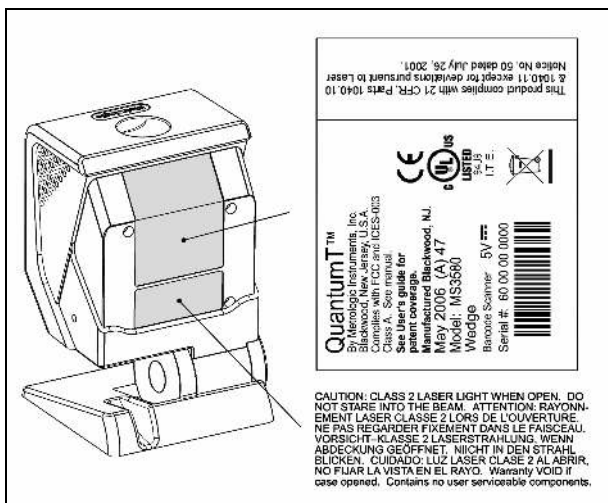 This product complies with 21 CFR, Parts 1040.10
& 1040.11 except for deviations pursuant to Laser
Notice No. 50 dated July 26, 2001.
QuantumT™
By Metrologic Instruments, Inc.
Blackwood, New Jersey, U.S.A.
Complies with FCC and ICES-003
Class A. See manual.
See User's guide for
patent coverage.
Manufactured Blackwood, NJ.
May 2006 (A) 47
Model: MS3580
Wedge
Barcode Scanner 5V
Serial #: 60 00 00 0000
CE
C UL US
LISTED
94J8
I.T.E.
CAUTION: CLASS 2 LASER LIGHT WHEN OPEN. DO
NOT STARE INTO THE BEAM. ATTENTION: RAYONN-
EMENT LASER CLASSE 2 LORS DE L'OUVERTURE.
NE PAS REGARDER FIXEMENT DANS LE FAISCEAU.
VORSICHT-KLASSE 2 LASERSTRAHLUNG, WENN
ABDECKUNG GEÖFFNET. NIICHT IN DEN STRAHL
BLICKEN. CUIDADO: LUZ LASER CLASE 2 AL ABRIR,
NO FIJAR LA VISTA EN EL RAYO. Warranty VOID if
case opened. Contains no user serviceable components.